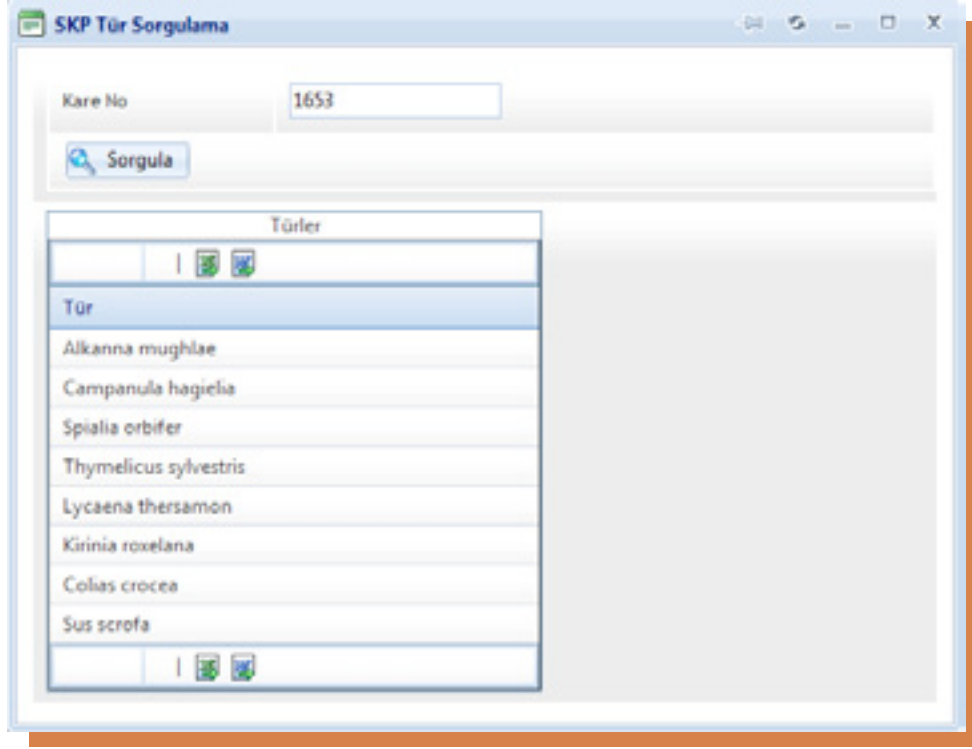 SKP Tür Sorgulama
Kare No 1653
Sorgula
Türler
Tür
Alkanna mughlae
Campanula hagielia
Spialia orbifer
Thymelicus sylvestris
Lycaena thersamon
Kirinia roxelana
Colias crocea
Sus scrofa